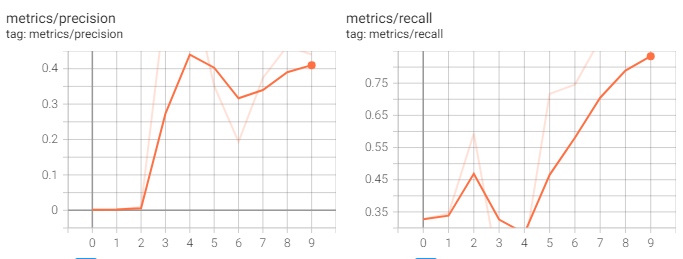 metrics/precision
tag: metrics/precision
0.4
0.3
0.2
0.1
0
0 1 2 3 4 5 6 7 8 9
metrics/recall
tag: metrics/recall
0.75
0.65
0.55
0.45
0.35
0 1 2 3 4 5 6 7 8 9